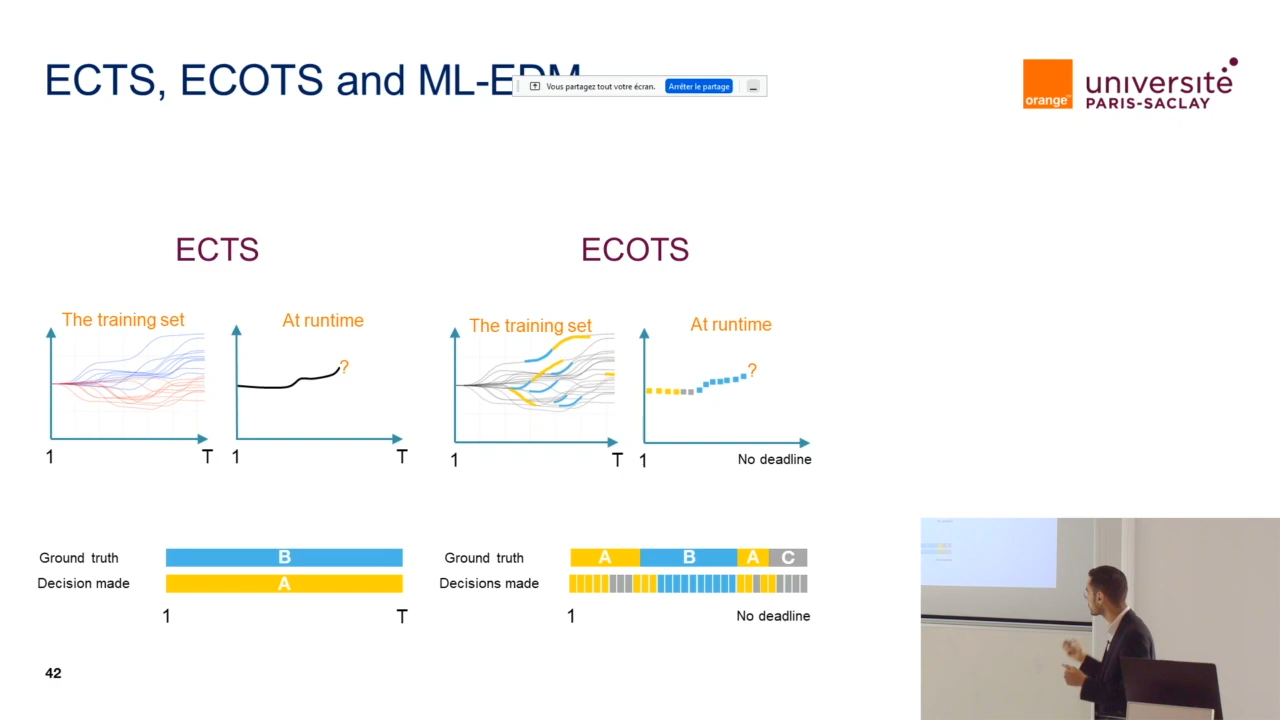 ECTS, ECOTS and ML-EDM
Vous partagez tout votre écran.
Arrêter le partage
orange™
université
PARIS-SACLAY
ECTS
ECOTS
The training set
At runtime
The training set
At runtime
?
?
1
T
1
T
1
T
1
No deadline
Ground truth
B
Decision made
A
1
T
Ground truth
A B A C
Decisions made
1
No deadline
42